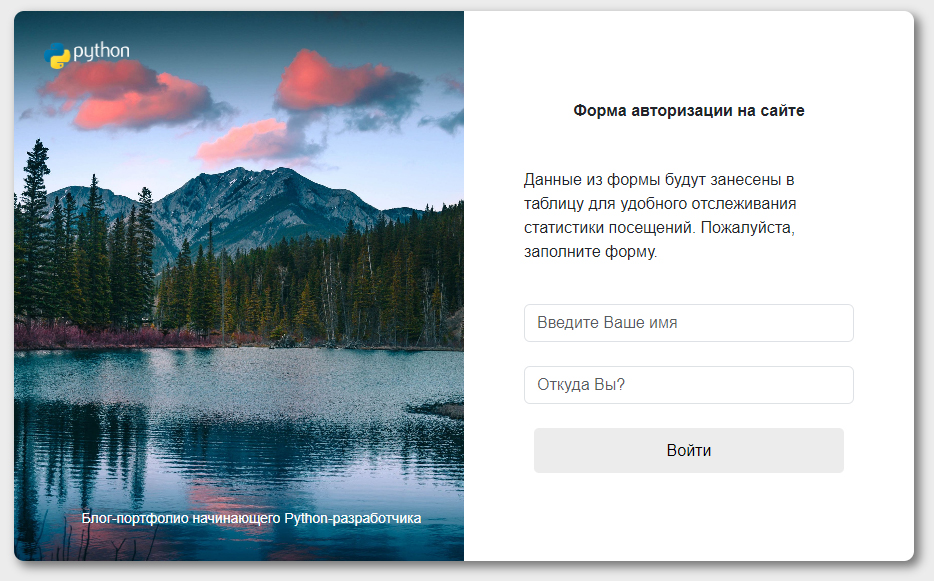 python
Блог-портфолио начинающего Python-разработчика
Форма авторизации на сайте
Данные из формы будут занесены в
таблицу для удобного отслеживания
статистики посещений. Пожалуйста,
заполните форму.
Введите Ваше имя
Откуда Вы?
Войти